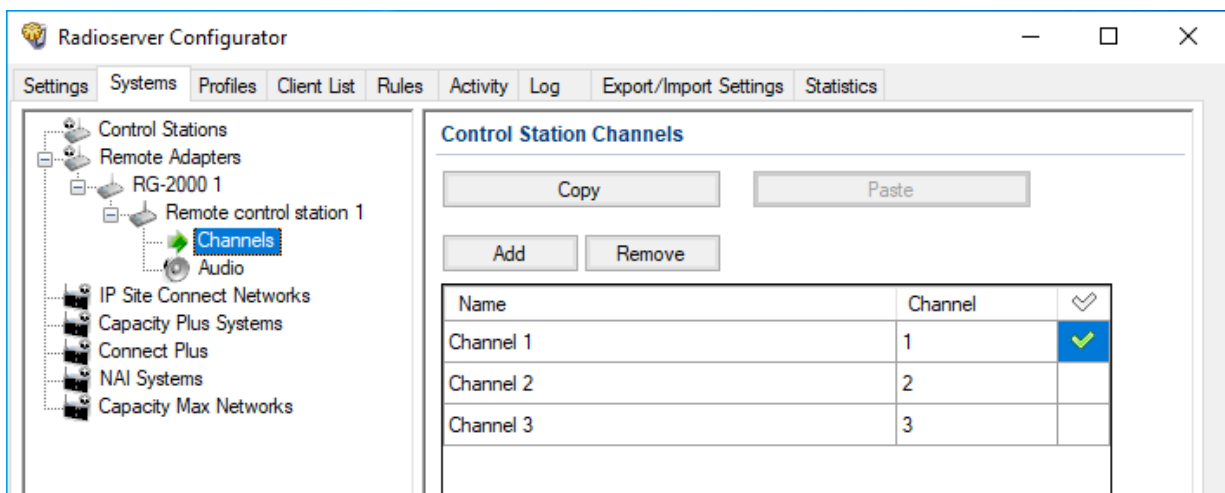 Radioserver Configurator
Settings Systems Profiles Client List Rules Activity Log Export/Import Settings Statistics
Control Stations
Remote Adapters
RG-2000 1
Remote control station 1
Channels
Audio
IP Site Connect Networks
Capacity Plus Systems
Connect Plus
NAI Systems
Capacity Max Networks
Control Station Channels
Copy Paste
Add Remove
Name Channel
Channel 1 1
Channel 2 2
Channel 3 3